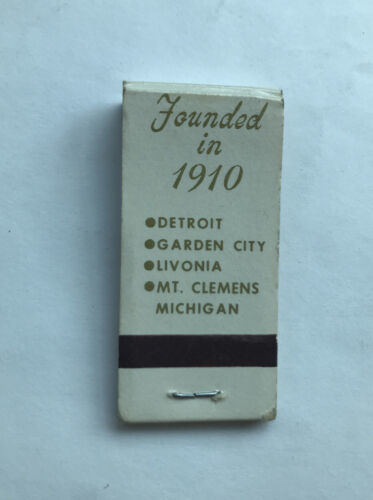 Founded
in
1910
●DETROIT
●GARDEN CITY
●LIVONIA
●MT. CLEMENS
MICHIGAN